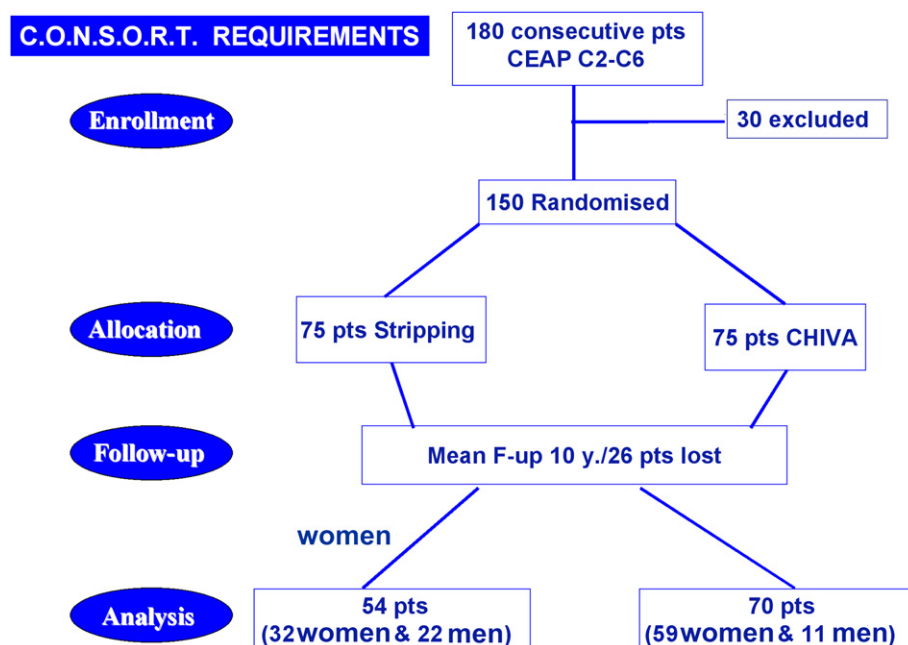 C.O.N.S.O.R.T. REQUIREMENTS
180 consecutive pts
CEAP C2-C6
Enrollment
30 excluded
150 Randomised
Allocation
75 pts Stripping
75 pts CHIVA
Follow-up
Mean F-up 10 y./26 pts lost
women
Analysis
54 pts
(32women & 22 men)
70 pts
(59women & 11 men)